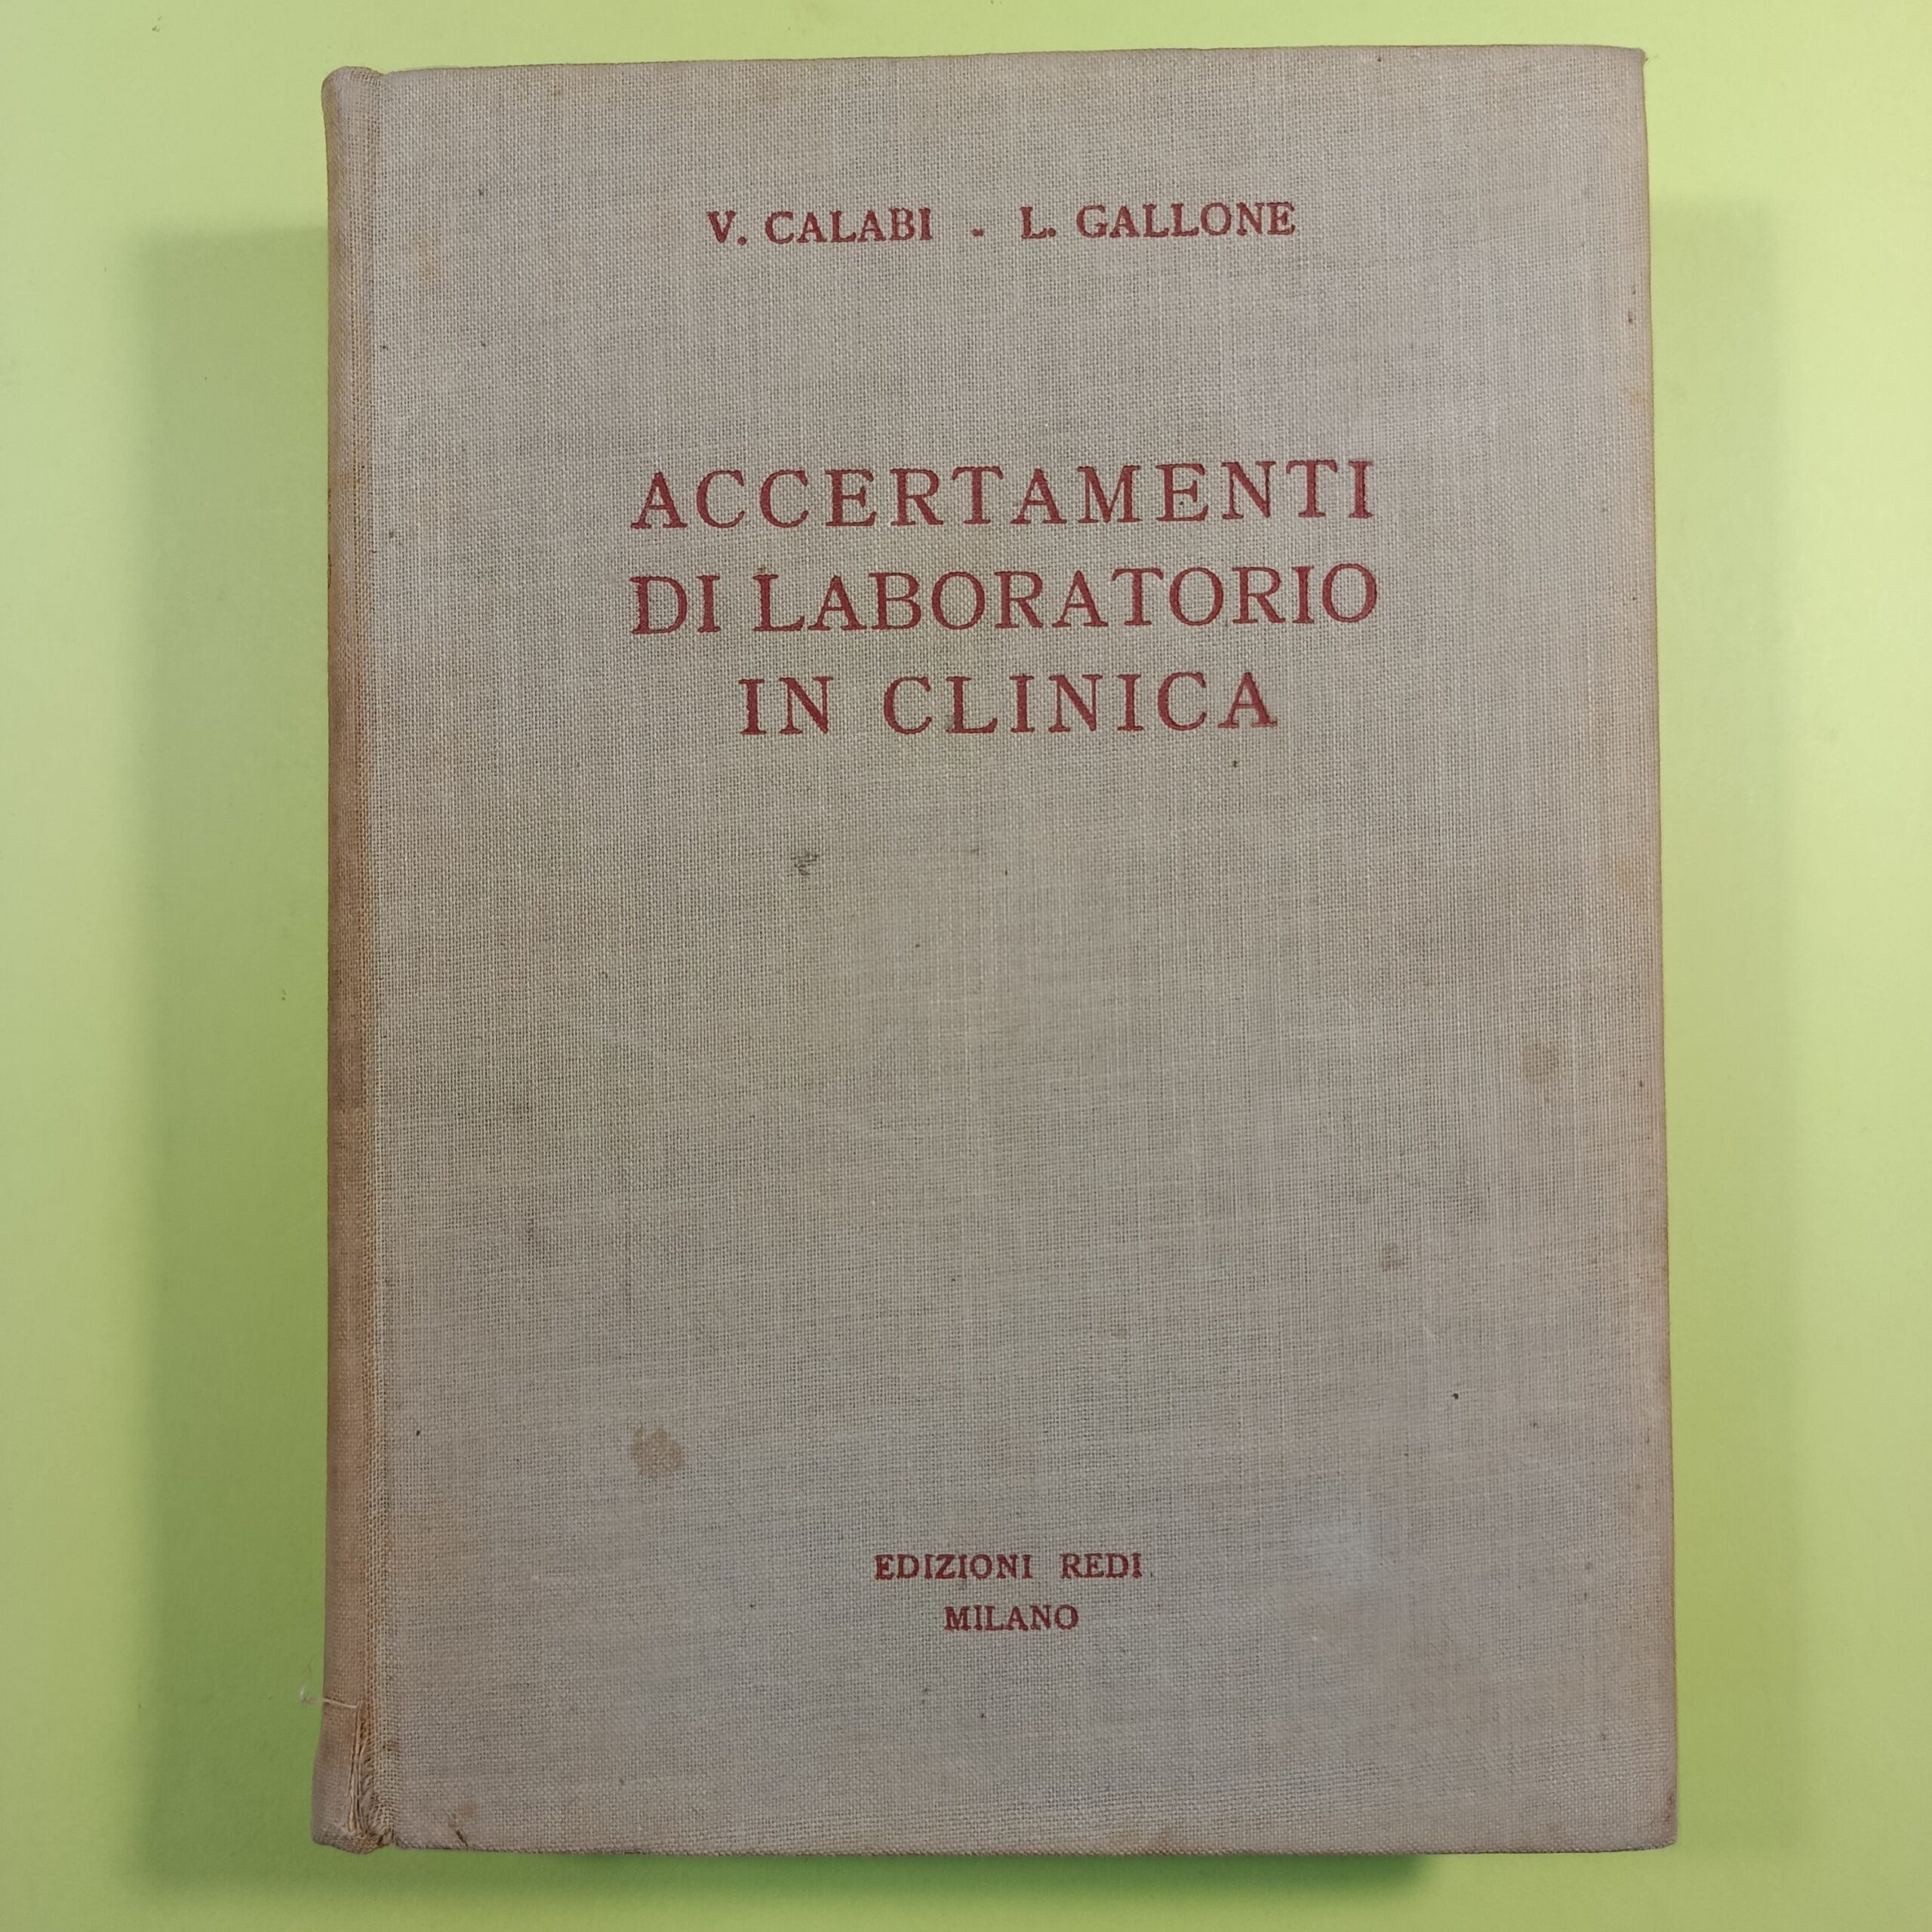 V. CALABI - L. GALLONE
ACCERTAMENTI
DI LABORATORIO
IN CLINICA
EDIZIONI REDI
MILANO